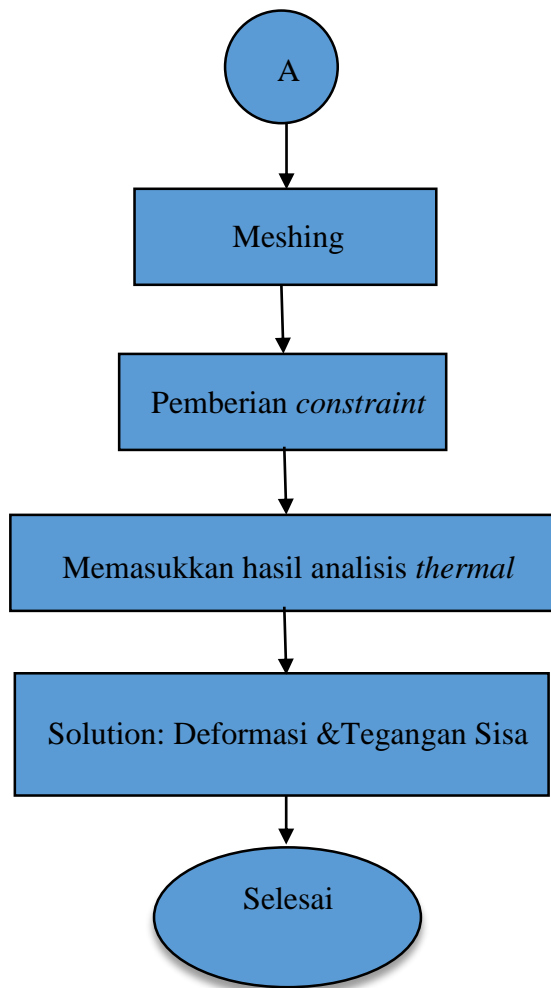 A
Meshing
Pemberian constraint
Memasukkan hasil analisis thermal
Solution: Deformasi &Tegangan Sisa
Selesai